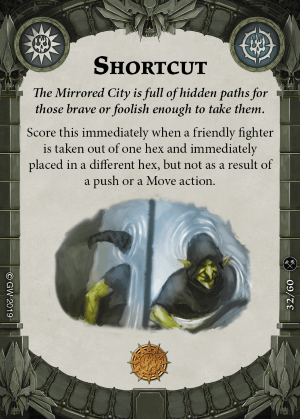 SHORTCUT
The Mirrored City is full of hidden paths for
those brave or foolish enough to take them.
Score this immediately when a friendly fighter
is taken out of one hex and immediately
placed in a different hex, but not as a result of
a push or a Move action.
© GW 2019
32/60